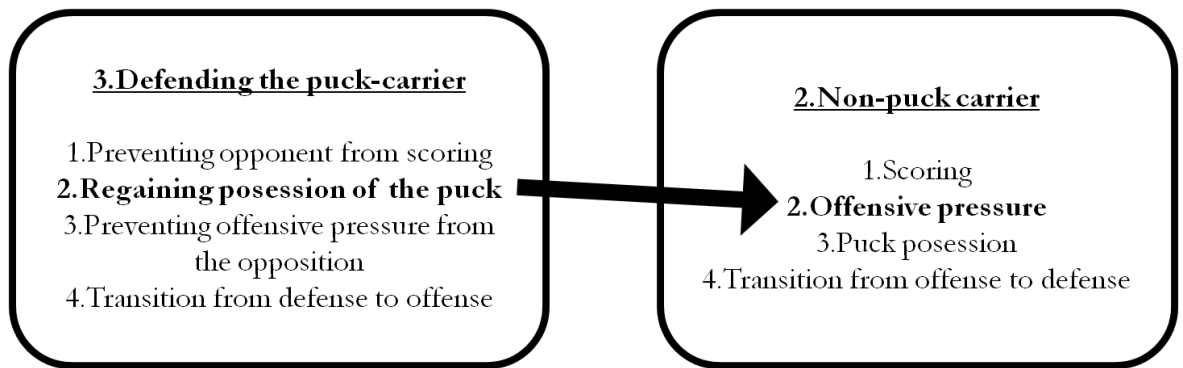 3.Defending the puck-carrier
1.Preventing opponent from scoring
2.Regaining posession of the puck
3.Preventing offensive pressure from
the opposition
4.Transition from defense to offense
2.Non-puck carrier
1.Scoring
2.Offensive pressure
3.Puck posession
4.Transition from offense to defense